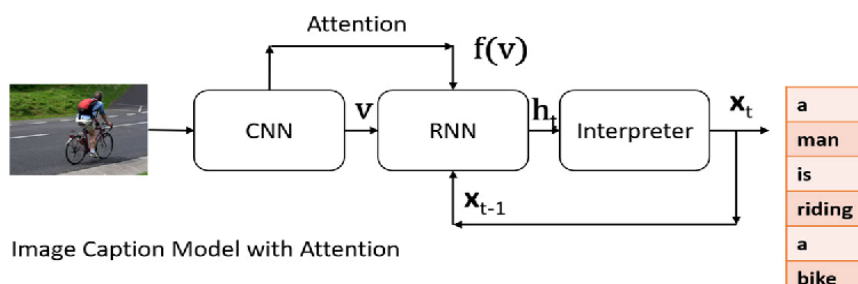 Attention
f(v)
CNN
v
RNN
h_t
Interpreter
x_t
x_t-1
a
man
is
riding
a
bike
Image Caption Model with Attention